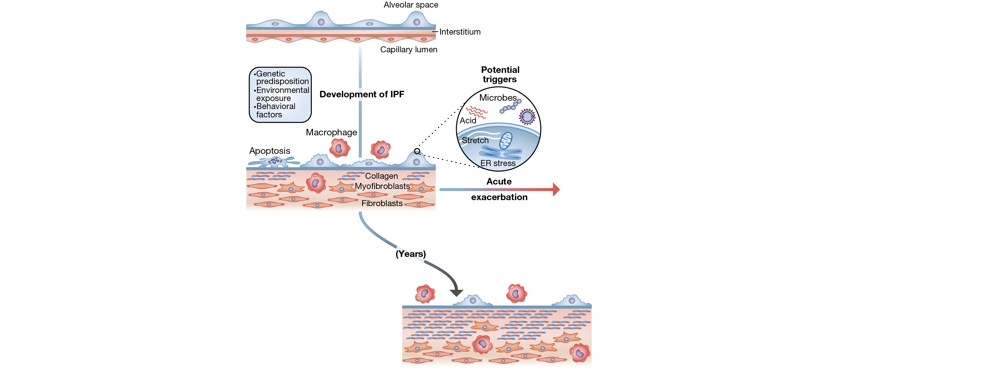 Alveolar space
Interstitium
Capillary lumen
•Genetic
predisposition
•Environmental
exposure
•Behavioral
factors
Development of IPF
Potential
triggers
Microbes
Acid
Stretch
ER stress
Macrophage
Apoptosis
Collagen
Myofibroblasts
Fibroblasts
Acute
exacerbation
(Years)